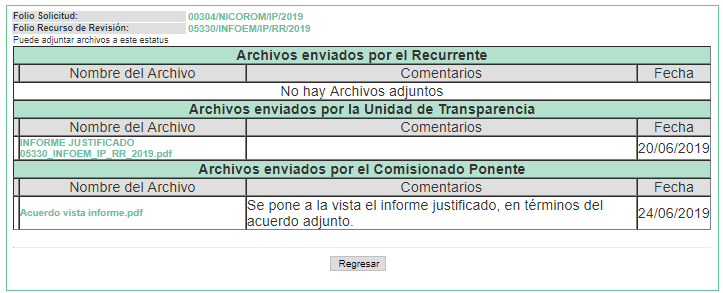 Folio Solicitud: 00304/NICOROM/IP/2019
Folio Recurso de Revisión: 05330/INFOEM/IP/RR/2019
Puede adjuntar archivos a este estatus
Archivos enviados por el Recurrente
Nombre del Archivo Comentarios Fecha
No hay Archivos adjuntos
Archivos enviados por la Unidad de Transparencia
Nombre del Archivo Comentarios Fecha
INFORME JUSTIFICADO
05330_INFOEM_IP_RR_2019.pdf 20/06/2019
Archivos enviados por el Comisionado Ponente
Nombre del Archivo Comentarios Fecha
Acuerdo vista informe.pdf Se pone a la vista el informe justificado, en términos del 24/06/2019
acuerdo adjunto.
Regresar